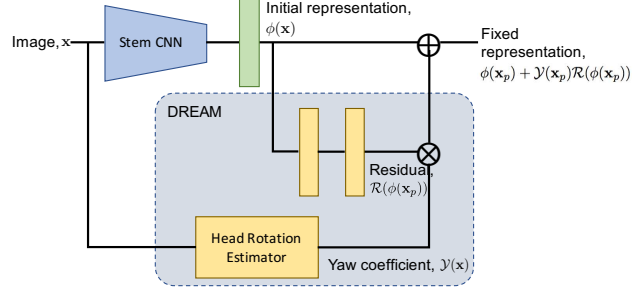 Initial representation,
ϕ(𝐱)
Image, 𝐱
Stem CNN
Fixed
representation,
ϕ(𝐱ₚ) + 𝒴(𝐱ₚ)ℛ(ϕ(𝐱ₚ))
DREAM
Residual,
ℛ(ϕ(𝐱ₚ))
Head Rotation
Estimator
Yaw coefficient, 𝒴(𝐱)